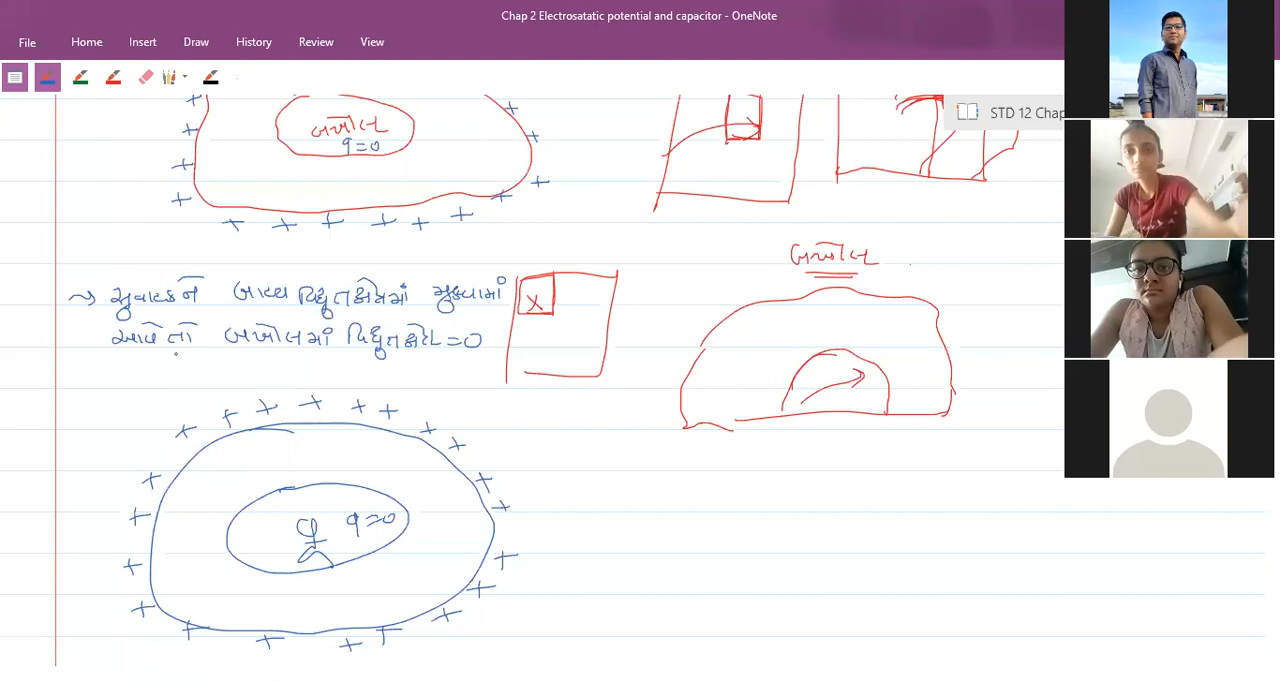 Chap 2 Electrosatatic potential and capacitor - OneNote
File Home Insert Draw History Review View
STD 12 Chap
બખોલ
q=0
બખોલ
→ સુવાહકને બાહ્ય વિદ્યુતક્ષેત્રમાં મુકવામાં
આવે તો બખોલમાં વિદ્યુતક્ષેત્ર =0
X
q=0